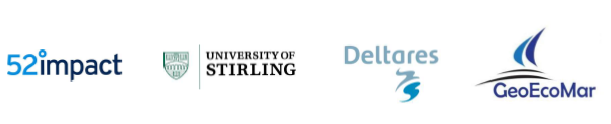 52impact
UNIVERSITY OF
STIRLING
Deltares
GeoEcoMar